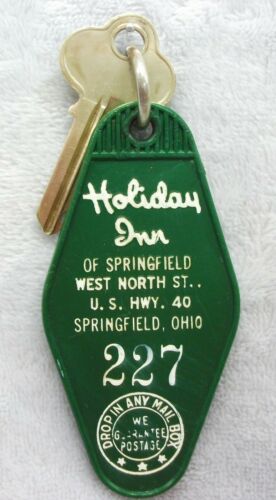 Holiday
Inn
OF SPRINGFIELD
WEST NORTH ST..
U. S. HWY. 40
SPRINGFIELD, OHIO
227
DROP IN ANY MAIL BOX
WE
GUARENTEE
POSTAGE